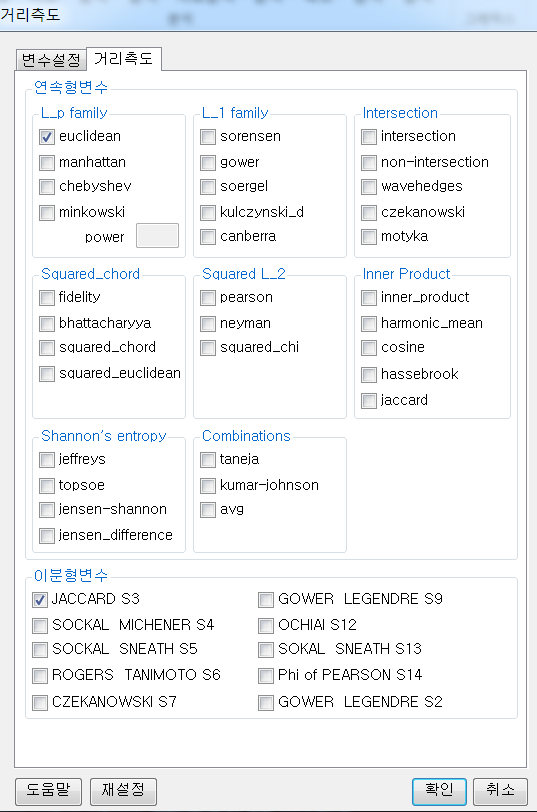 거리측도
변수설정 거리측도
연속형변수
L_p family
euclidean
manhattan
chebyshev
minkowski
power
L_1 family
sorensen
gower
soergel
kulczynski_d
canberra
Intersection
intersection
non-intersection
wavehedges
czekanowski
motyka
Squared_chord
fidelity
bhattacharyya
squared_chord
squared_euclidean
Squared L_2
pearson
neyman
squared_chi
Inner Product
inner_product
harmonic_mean
cosine
hassebrook
jaccard
Shannon's entropy
jeffreys
topsoe
jensen-shannon
jensen_difference
Combinations
taneja
kumar-johnson
avg
이분형변수
JACCARD S3
SOCKAL MICHENER S4
SOCKAL SNEATH S5
ROGERS TANIMOTO S6
CZEKANOWSKI S7
GOWER LEGENDRE S9
OCHIAI S12
SOKAL SNEATH S13
Phi of PEARSON S14
GOWER LEGENDRE S2
도움말 재설정 확인 취소